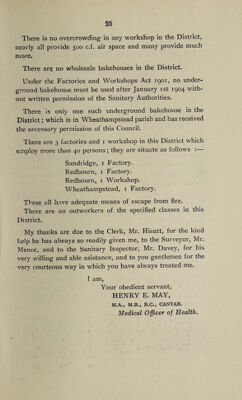 25
There is no overcrowding in any workshop in the District,
nearly all provide 500 c.f. air space and many provide much
more.
There are no wholesale bakehouses in the District.
Under the Factories and Workshops Act 1901, no under-
ground bakehouse must be used after January 1st 1904 with-
out written permission of the Sanitary Authorities.
There is only one such underground bakehouse in the
District; which is in Wheathampstead parish and has received
the necessary permission of this Council.
There are 3 factories and 1 workshop in this District which
employ more than 40 persons; they are situate as follows :—
Sandridge, 1 Factory.
Redbourn, 1 Factory.
Redbourn, 1 Workshop.
Wheathampstead, 1 Factory.
These all have adequate means of escape from fire.
There are no outworkers of the specified classes in this
District.
My thanks are due to the Clerk, Mr. Hieatt, for the kind
help he has always so readily given me, to the Surveyor, Mr.
Mence, and to the Sanitary Inspector, Mr. Davey, for his
very willing and able asistance, and to you gentlemen for the
very courteous way in which you have always treated me.
I am,
Your obedient servant,
HENRY E. MAY,
M.A., M.B., B.C., CANTAB.
Medical Officer of Health.